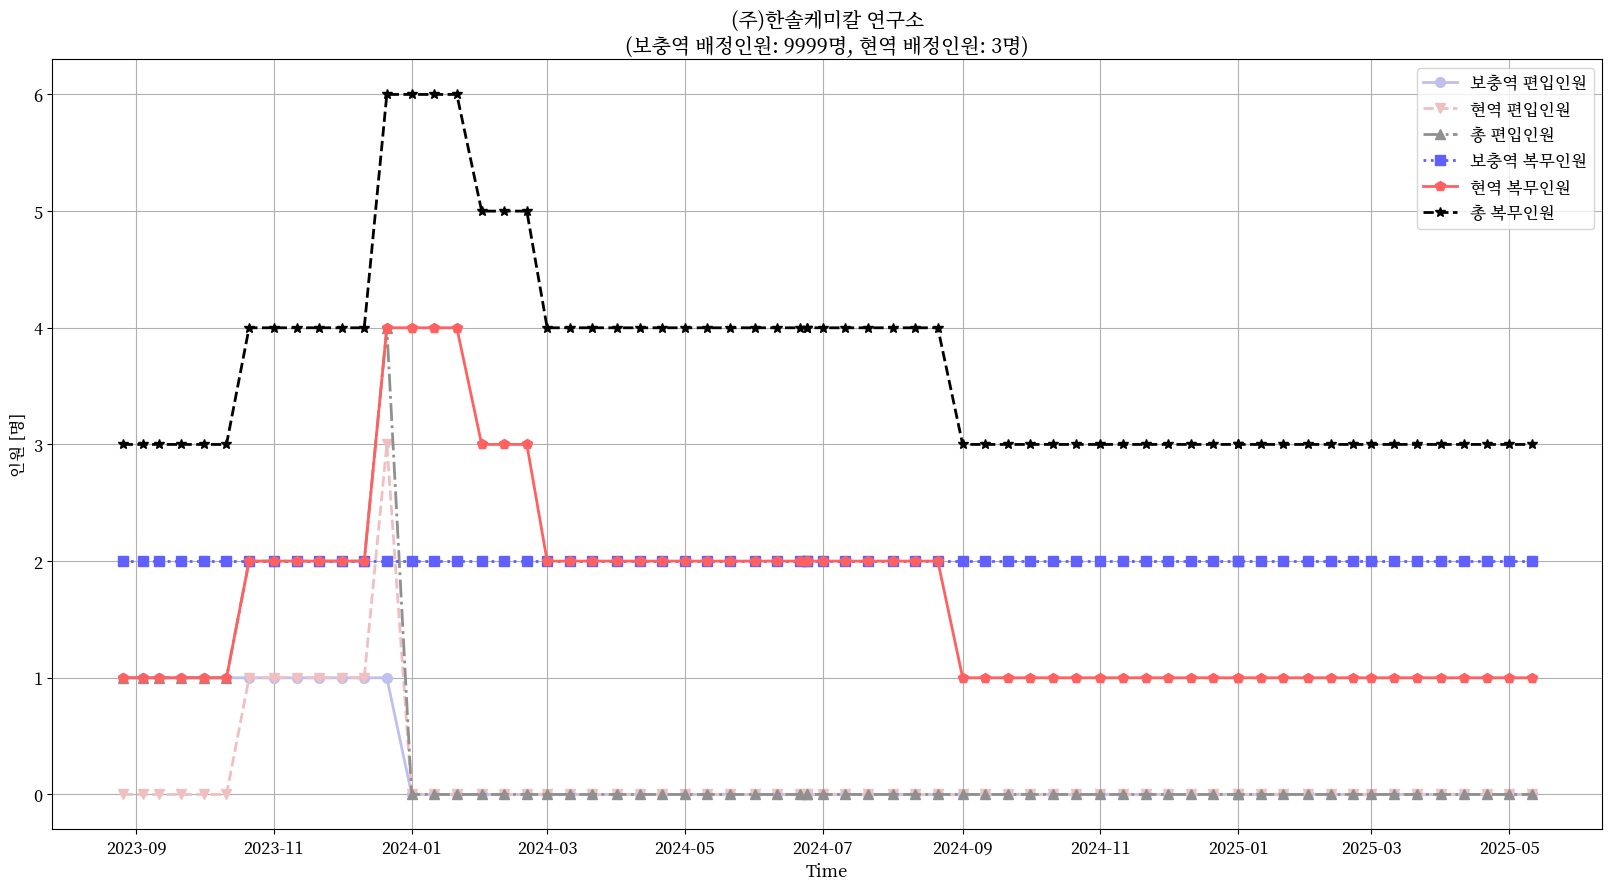 (주)한솔케미칼 연구소
(보충역 배정인원: 9999명, 현역 배정인원: 3명)
보충역 편입인원
현역 편입인원
총 편입인원
보충역 복무인원
현역 복무인원
총 복무인원
인원 [명]
6
5
4
3
2
1
0
2023-09 2023-11 2024-01 2024-03 2024-05 2024-07 2024-09 2024-11 2025-01 2025-03 2025-05
Time